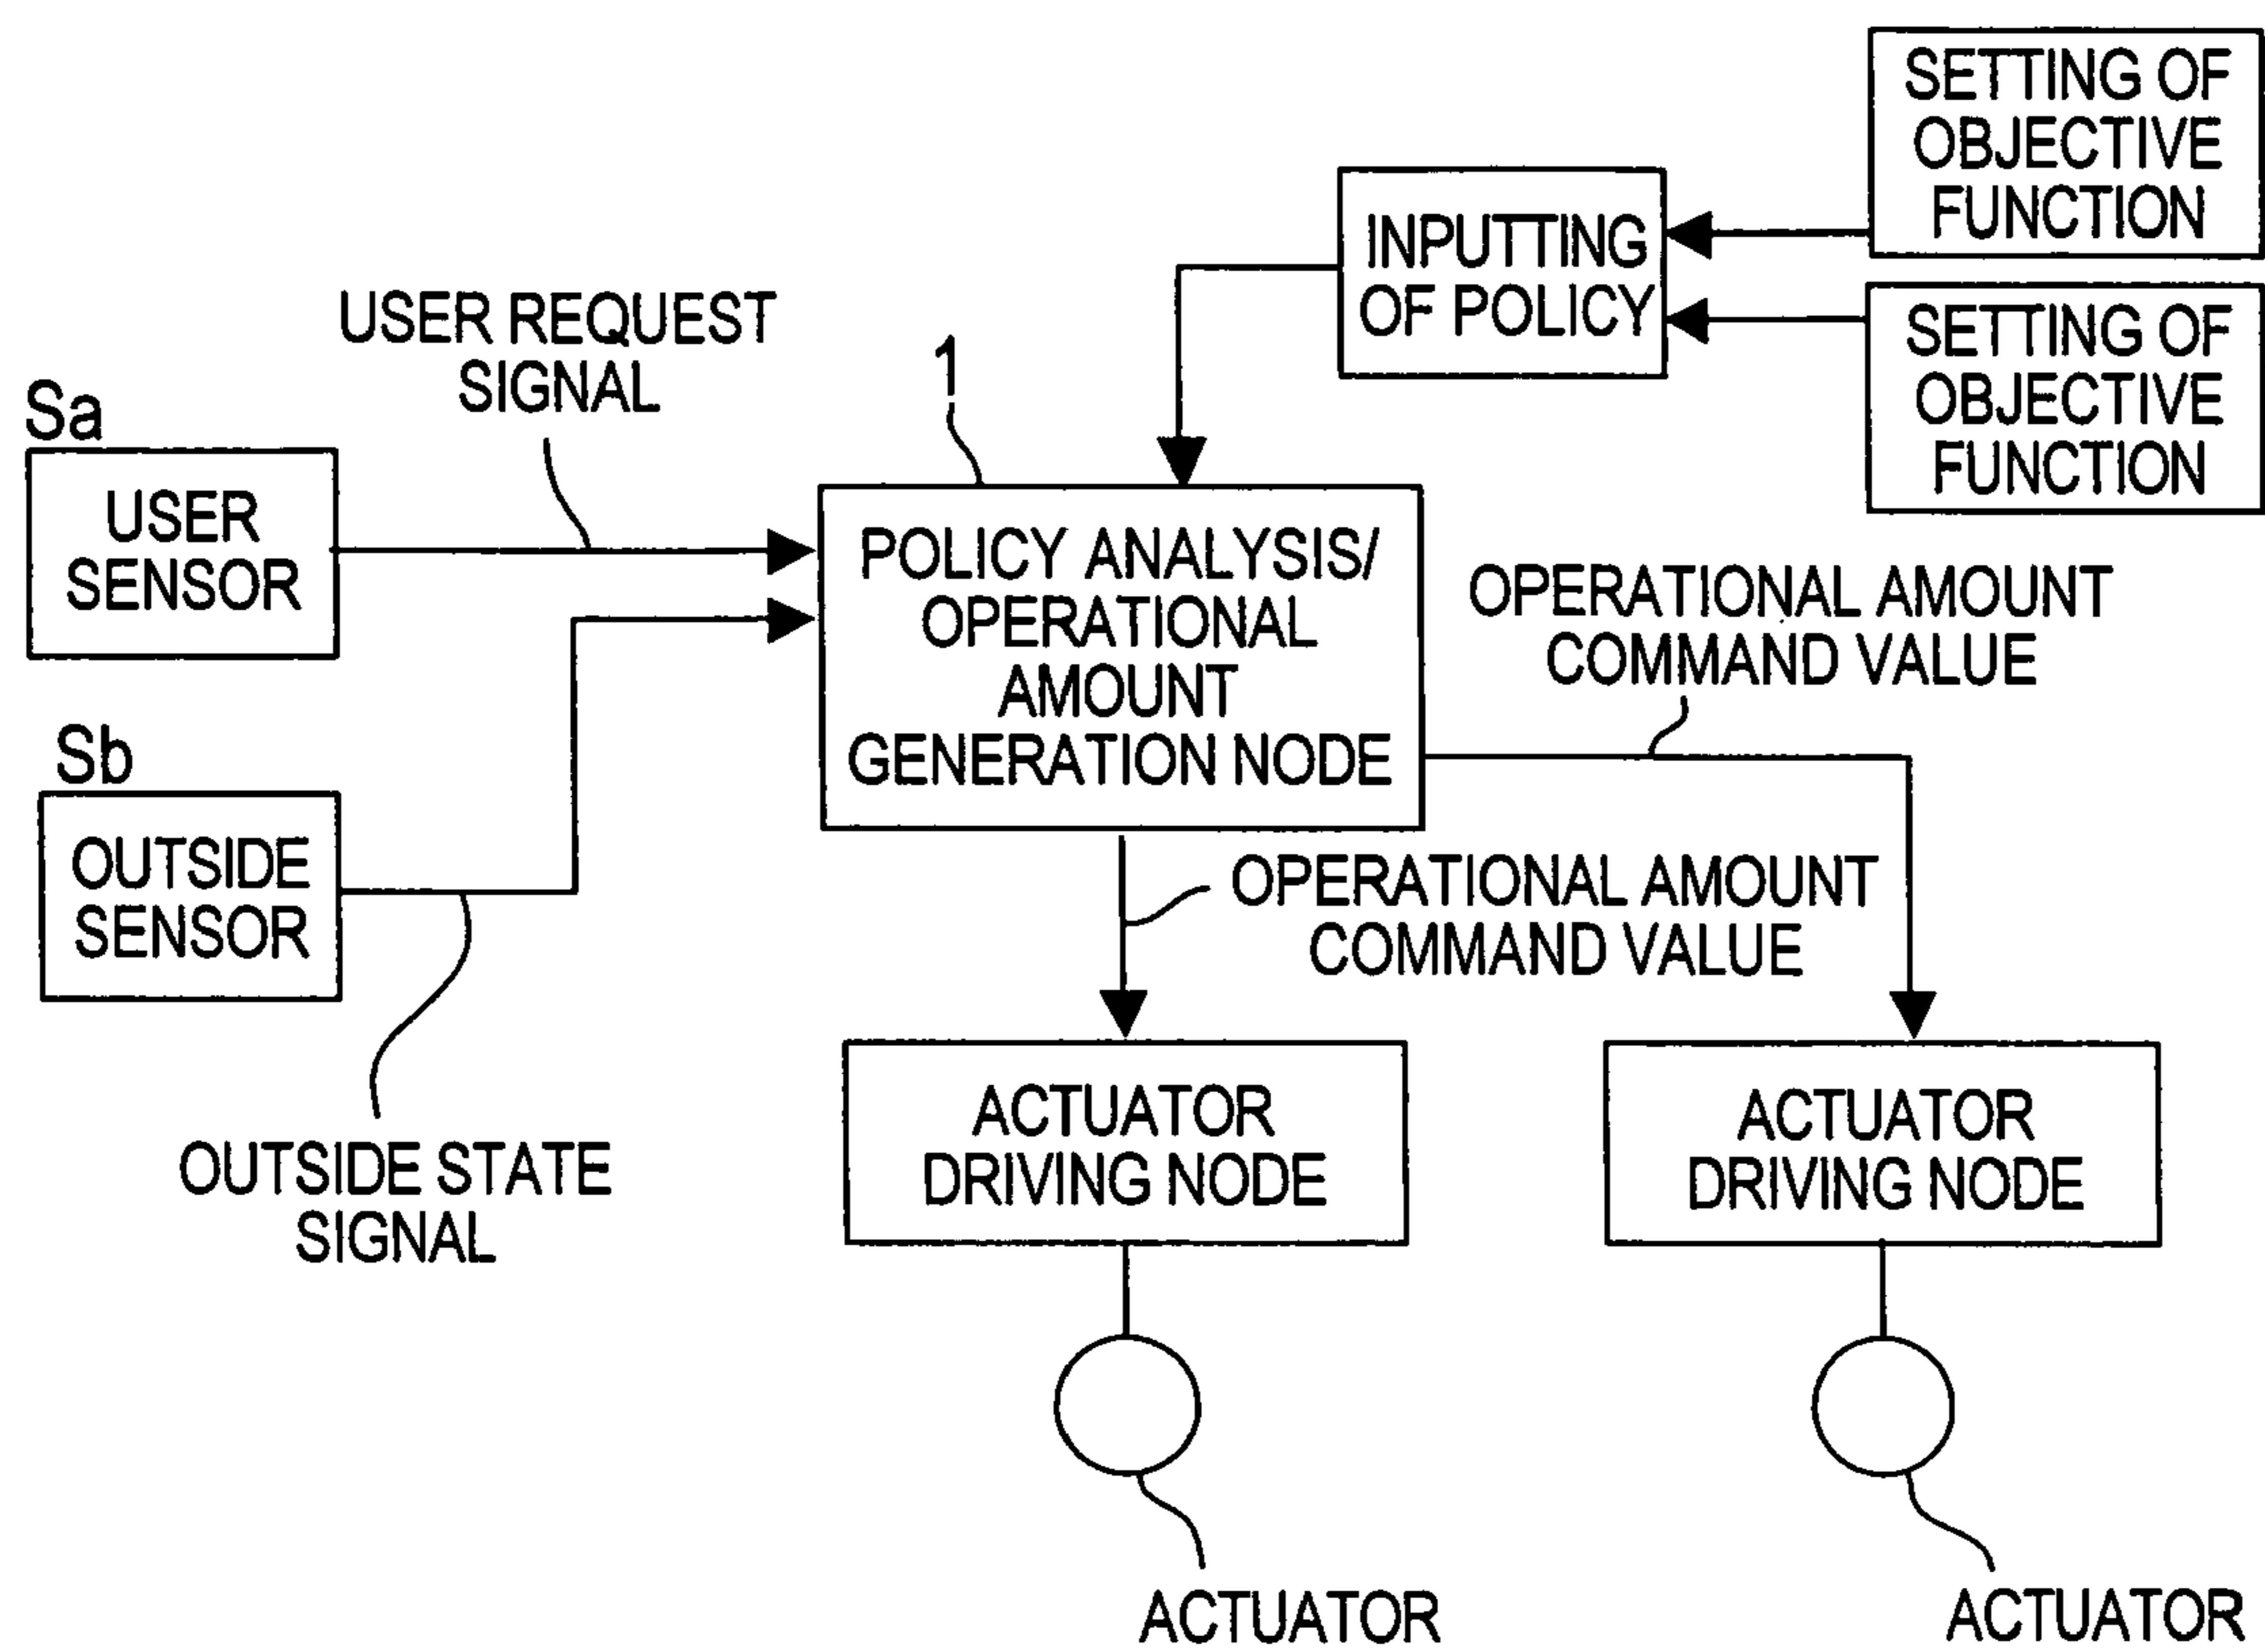 SETTING OF
OBJECTIVE
FUNCTION
INPUTTING
OF POLICY
SETTING OF
OBJECTIVE
FUNCTION
USER REQUEST
SIGNAL
1
Sa
USER
SENSOR
POLICY ANALYSIS/
OPERATIONAL
AMOUNT
GENERATION NODE
OPERATIONAL AMOUNT
COMMAND VALUE
Sb
OUTSIDE
SENSOR
OPERATIONAL AMOUNT
COMMAND VALUE
OUTSIDE STATE
SIGNAL
ACTUATOR
DRIVING NODE
ACTUATOR
DRIVING NODE
ACTUATOR
ACTUATOR